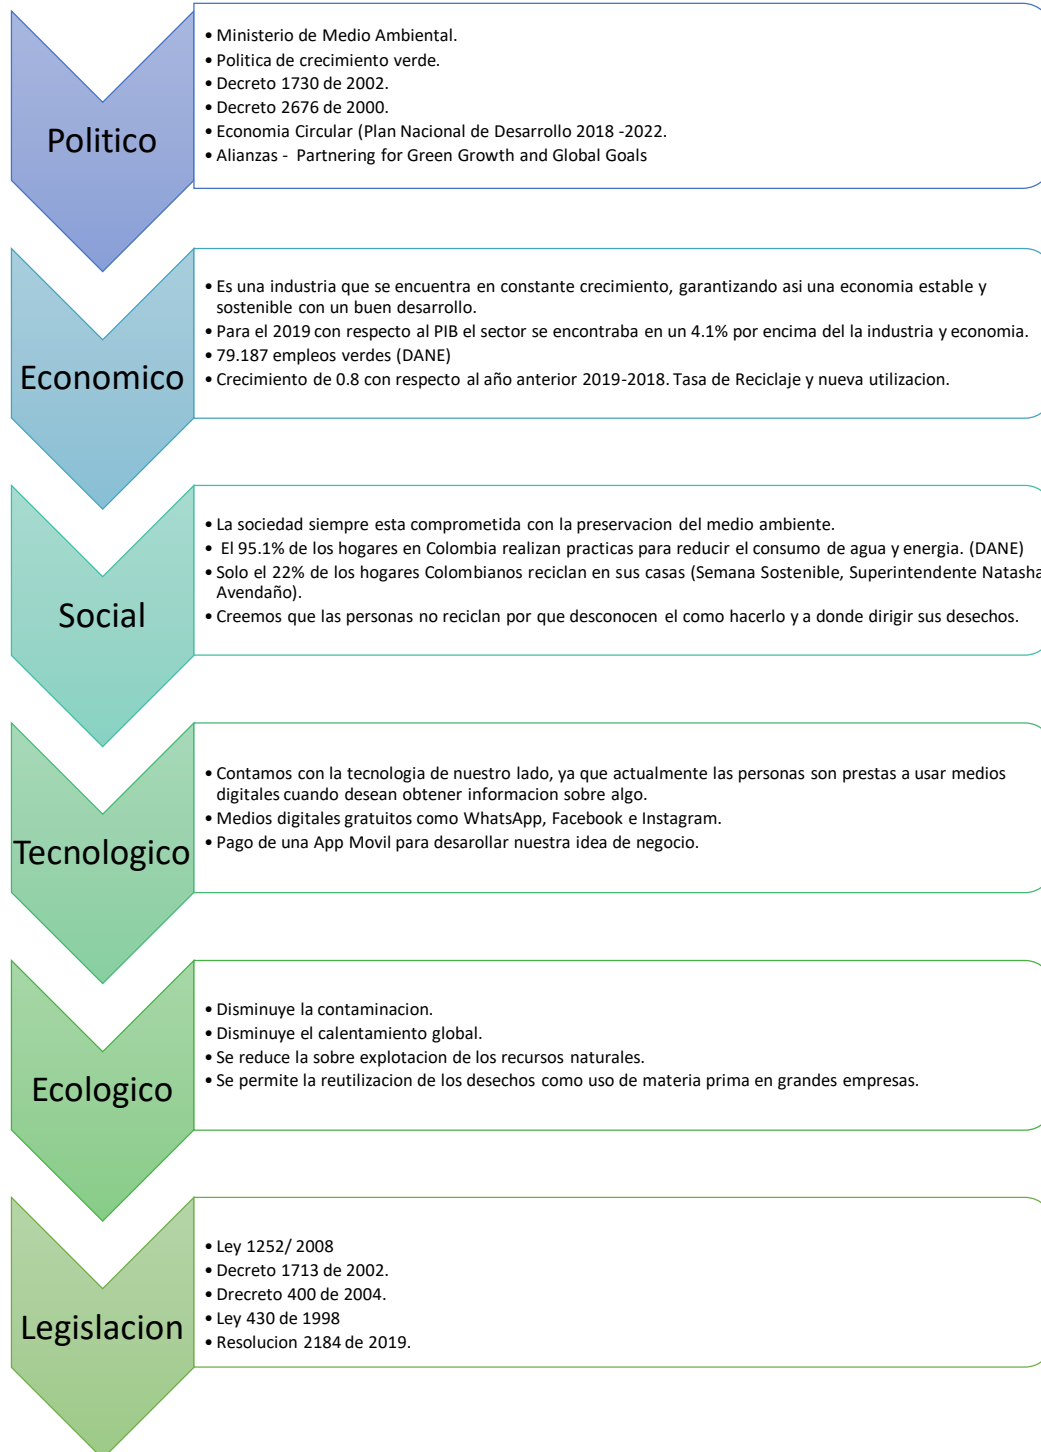 Politico
• Ministerio de Medio Ambiental.
• Politica de crecimiento verde.
• Decreto 1730 de 2002.
• Decreto 2676 de 2000.
• Economia Circular (Plan Nacional de Desarrollo 2018 -2022.
• Alianzas - Partnering for Green Growth and Global Goals
Economico
• Es una industria que se encuentra en constante crecimiento, garantizando asi una economia estable y
sostenible con un buen desarrollo.
• Para el 2019 con respecto al PIB el sector se encontraba en un 4.1% por encima del la industria y economia.
• 79.187 empleos verdes (DANE)
• Crecimiento de 0.8 con respecto al año anterior 2019-2018. Tasa de Reciclaje y nueva utilizacion.
Social
• La sociedad siempre esta comprometida con la preservacion del medio ambiente.
• El 95.1% de los hogares en Colombia realizan practicas para reducir el consumo de agua y energia. (DANE)
• Solo el 22% de los hogares Colombianos reciclan en sus casas (Semana Sostenible, Superintendente Natasha
Avendaño).
• Creemos que las personas no reciclan por que desconocen el como hacerlo y a donde dirigir sus desechos.
Tecnologico
• Contamos con la tecnologia de nuestro lado, ya que actualmente las personas son prestas a usar medios
digitales cuando desean obtener informacion sobre algo.
• Medios digitales gratuitos como WhatsApp, Facebook e Instagram.
• Pago de una App Movil para desarollar nuestra idea de negocio.
Ecologico
• Disminuye la contaminacion.
• Disminuye el calentamiento global.
• Se reduce la sobre explotacion de los recursos naturales.
• Se permite la reutilizacion de los desechos como uso de materia prima en grandes empresas.
Legislacion
• Ley 1252/ 2008
• Decreto 1713 de 2002.
• Drecreto 400 de 2004.
• Ley 430 de 1998
• Resolucion 2184 de 2019.